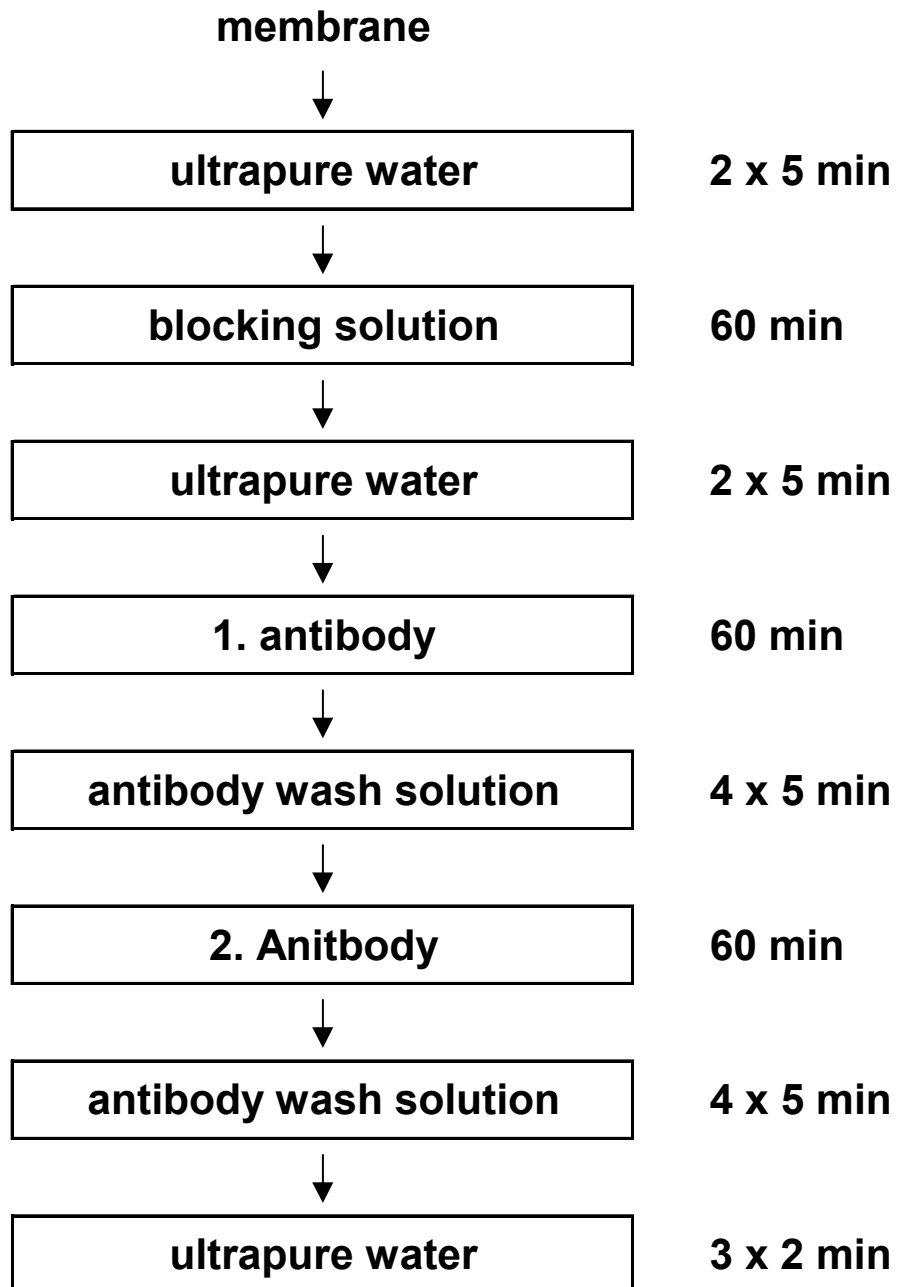 membrane
ultrapure water 2 x 5 min
blocking solution 60 min
ultrapure water 2 x 5 min
1. antibody 60 min
antibody wash solution 4 x 5 min
2. Anitbody 60 min
antibody wash solution 4 x 5 min
ultrapure water 3 x 2 min